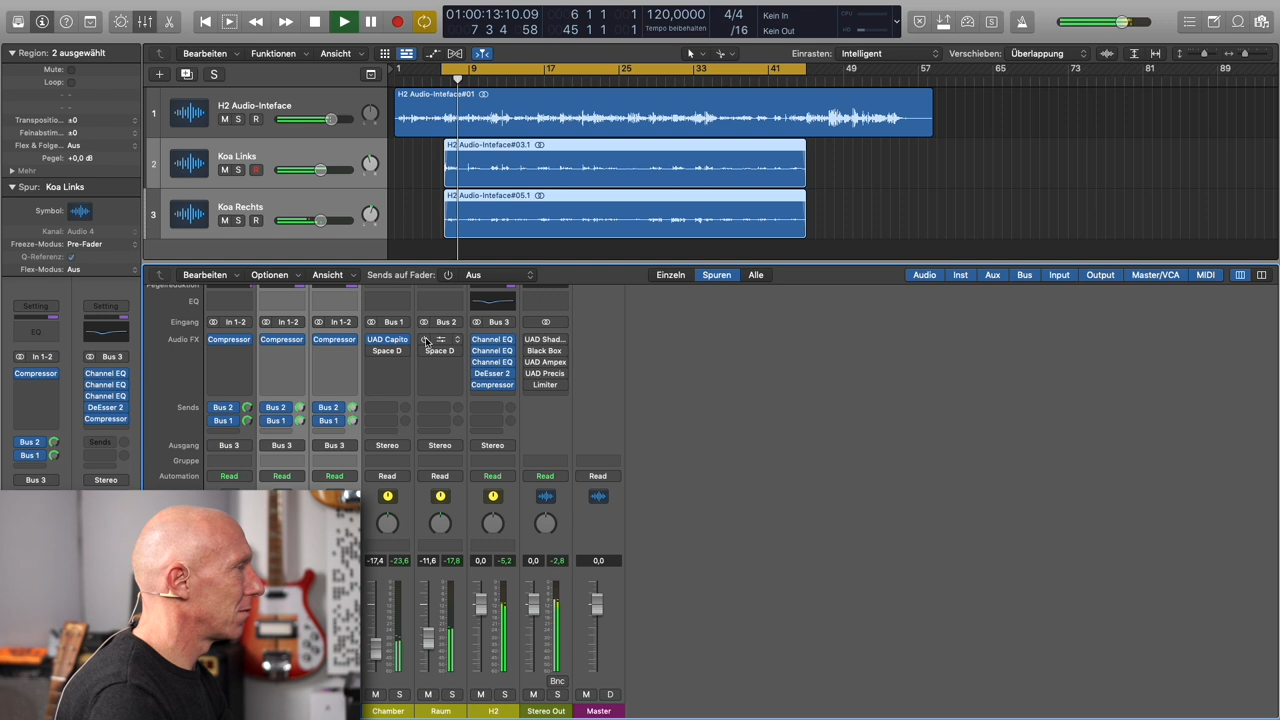 01:00:13:10.09
7 3 4 58
6 1 1 1
45 1 1 1
120,0000
Tempo beibehalten
4/4
/16
Kein In
Kein Out
CPU
HD
Region: 2 ausgewählt
Mute:
Loop:
Transpositio... ±0
Feinabstim... ±0
Flex & Folge: Aus
Pegel: +0,0 dB
Mehr
Spur: Koa Links
Symbol:
Kanal: Audio 4
Freeze-Modus: Pre-Fader
Q-Referenz:
Flex-Modus: Aus
Bearbeiten Funktionen Ansicht
Einrasten: Intelligent
Verschieben: Überlappung
S
1 9 17 25 33 41 49 57 65 73 81 89
1 H2 Audio-Inteface
M S R
H2 Audio-Inteface#01
2 Koa Links
M S R
H2 Audio-Inteface#03.1
3 Koa Rechts
M S R
H2 Audio-Inteface#05.1
Bearbeiten Optionen Ansicht Sends auf Fader: Aus
Einzeln Spuren Alle
Audio Inst Aux Bus Input Output Master/VCA MIDI
Setting Setting
EQ
In 1-2 Bus 3
Compressor
Channel EQ
Channel EQ
Channel EQ
DeEsser 2
Compressor
Bus 2 Sends
Bus 1
Bus 3 Stereo
Pegelreduktion
EQ
Eingang In 1-2 In 1-2 In 1-2 Bus 1 Bus 2 Bus 3
Audio FX Compressor Compressor Compressor UAD Capito Channel EQ UAD Shad...
Space D Space D Channel EQ Black Box
Channel EQ UAD Ampex
DeEsser 2 UAD Precis
Compressor Limiter
Sends Bus 2 Bus 2 Bus 2
Bus 1 Bus 1 Bus 1
Ausgang Bus 3 Bus 3 Bus 3 Stereo Stereo Stereo
Gruppe
Automation Read Read Read Read Read Read Read Read
-17,4 -23,6 -11,6 -17,8 0,0 -5,2 0,0 -2,8 0,0
Bnc
M S M S M S M S M D
Chamber Raum H2 Stereo Out Master